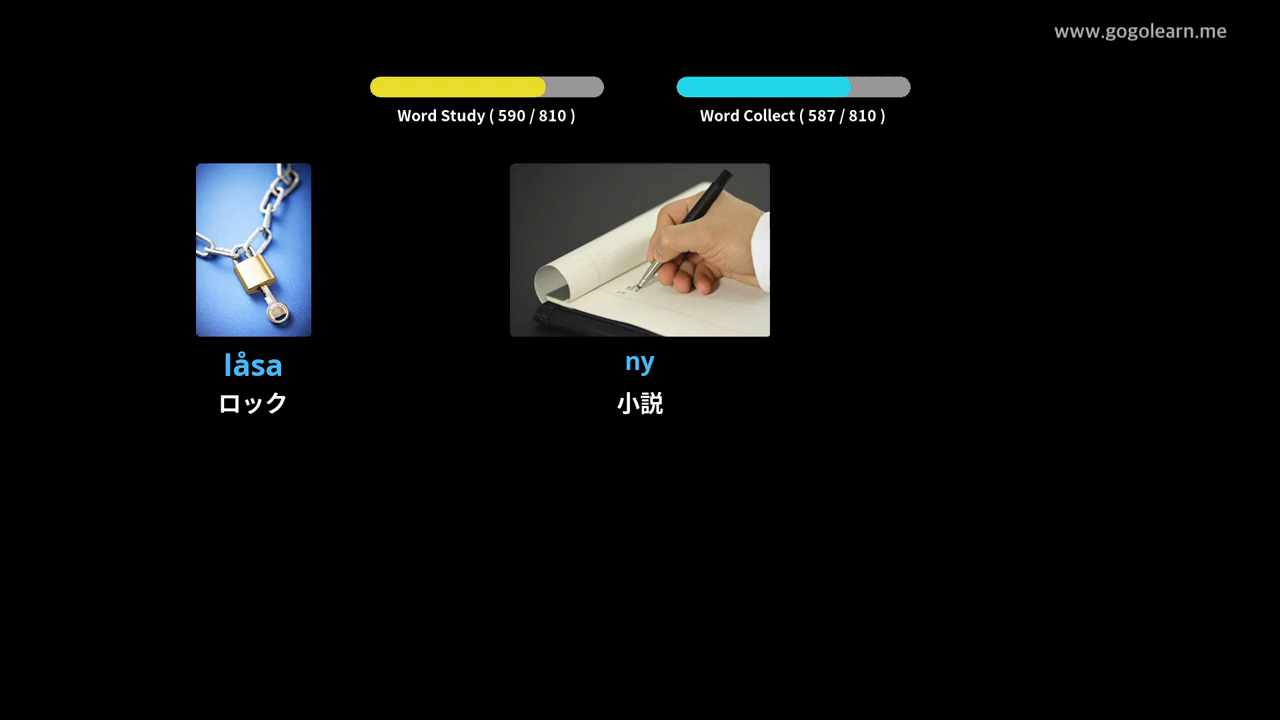 www.gogolearn.me
Word Study ( 590 / 810 )
Word Collect ( 587 / 810 )
låsa
ロック
ny
小説